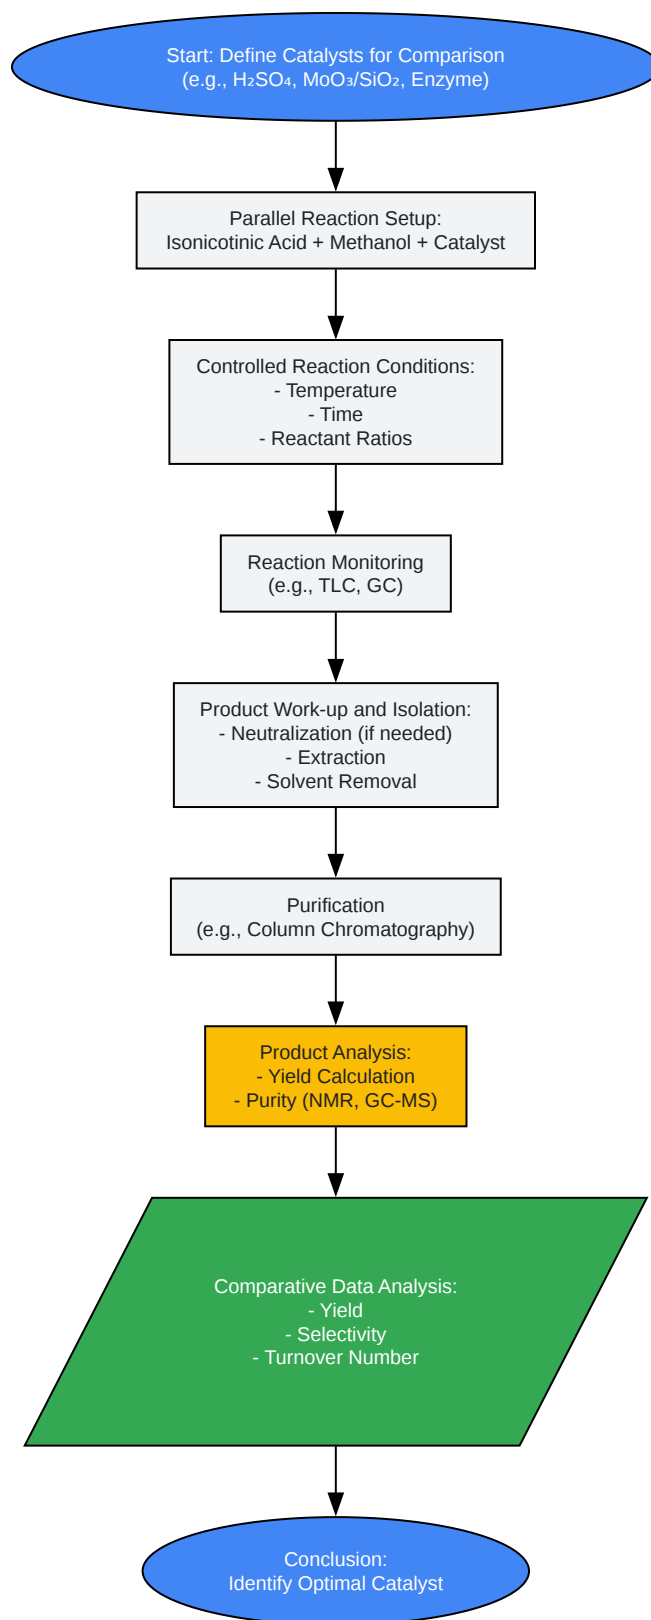 Start: Define Catalysts for Comparison
(e.g., H₂SO₄, MoO₃/SiO₂, Enzyme)
Parallel Reaction Setup:
Isonicotinic Acid + Methanol + Catalyst
Controlled Reaction Conditions:
- Temperature
- Time
- Reactant Ratios
Reaction Monitoring
(e.g., TLC, GC)
Product Work-up and Isolation:
- Neutralization (if needed)
- Extraction
- Solvent Removal
Purification
(e.g., Column Chromatography)
Product Analysis:
- Yield Calculation
- Purity (NMR, GC-MS)
Comparative Data Analysis:
- Yield
- Selectivity
- Turnover Number
Conclusion:
Identify Optimal Catalyst